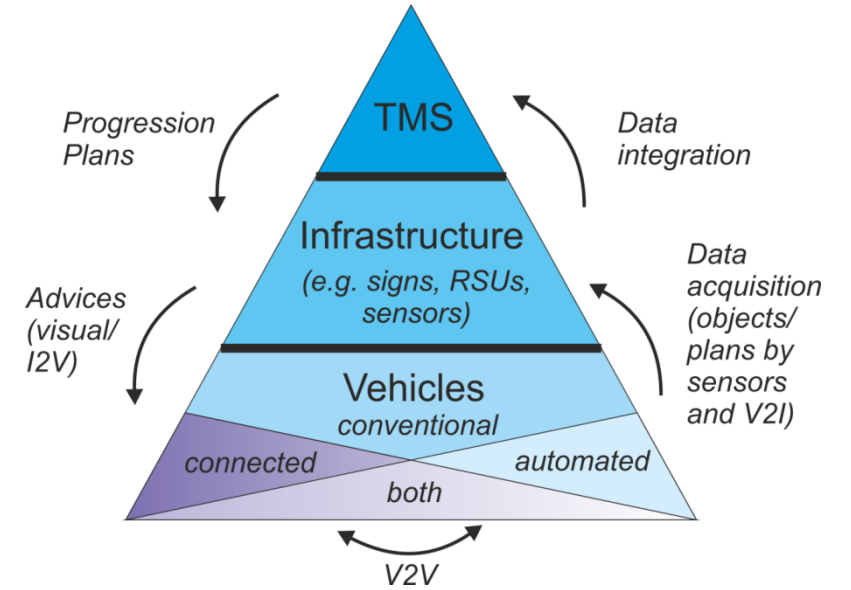 TMS
Progression
Plans
Data
integration
Infrastructure
(e.g. signs, RSUs,
sensors)
Advices
(visual/
I2V)
Data
acquisition
(objects/
plans by
sensors
and V2I)
Vehicles
conventional
connected
automated
both
V2V